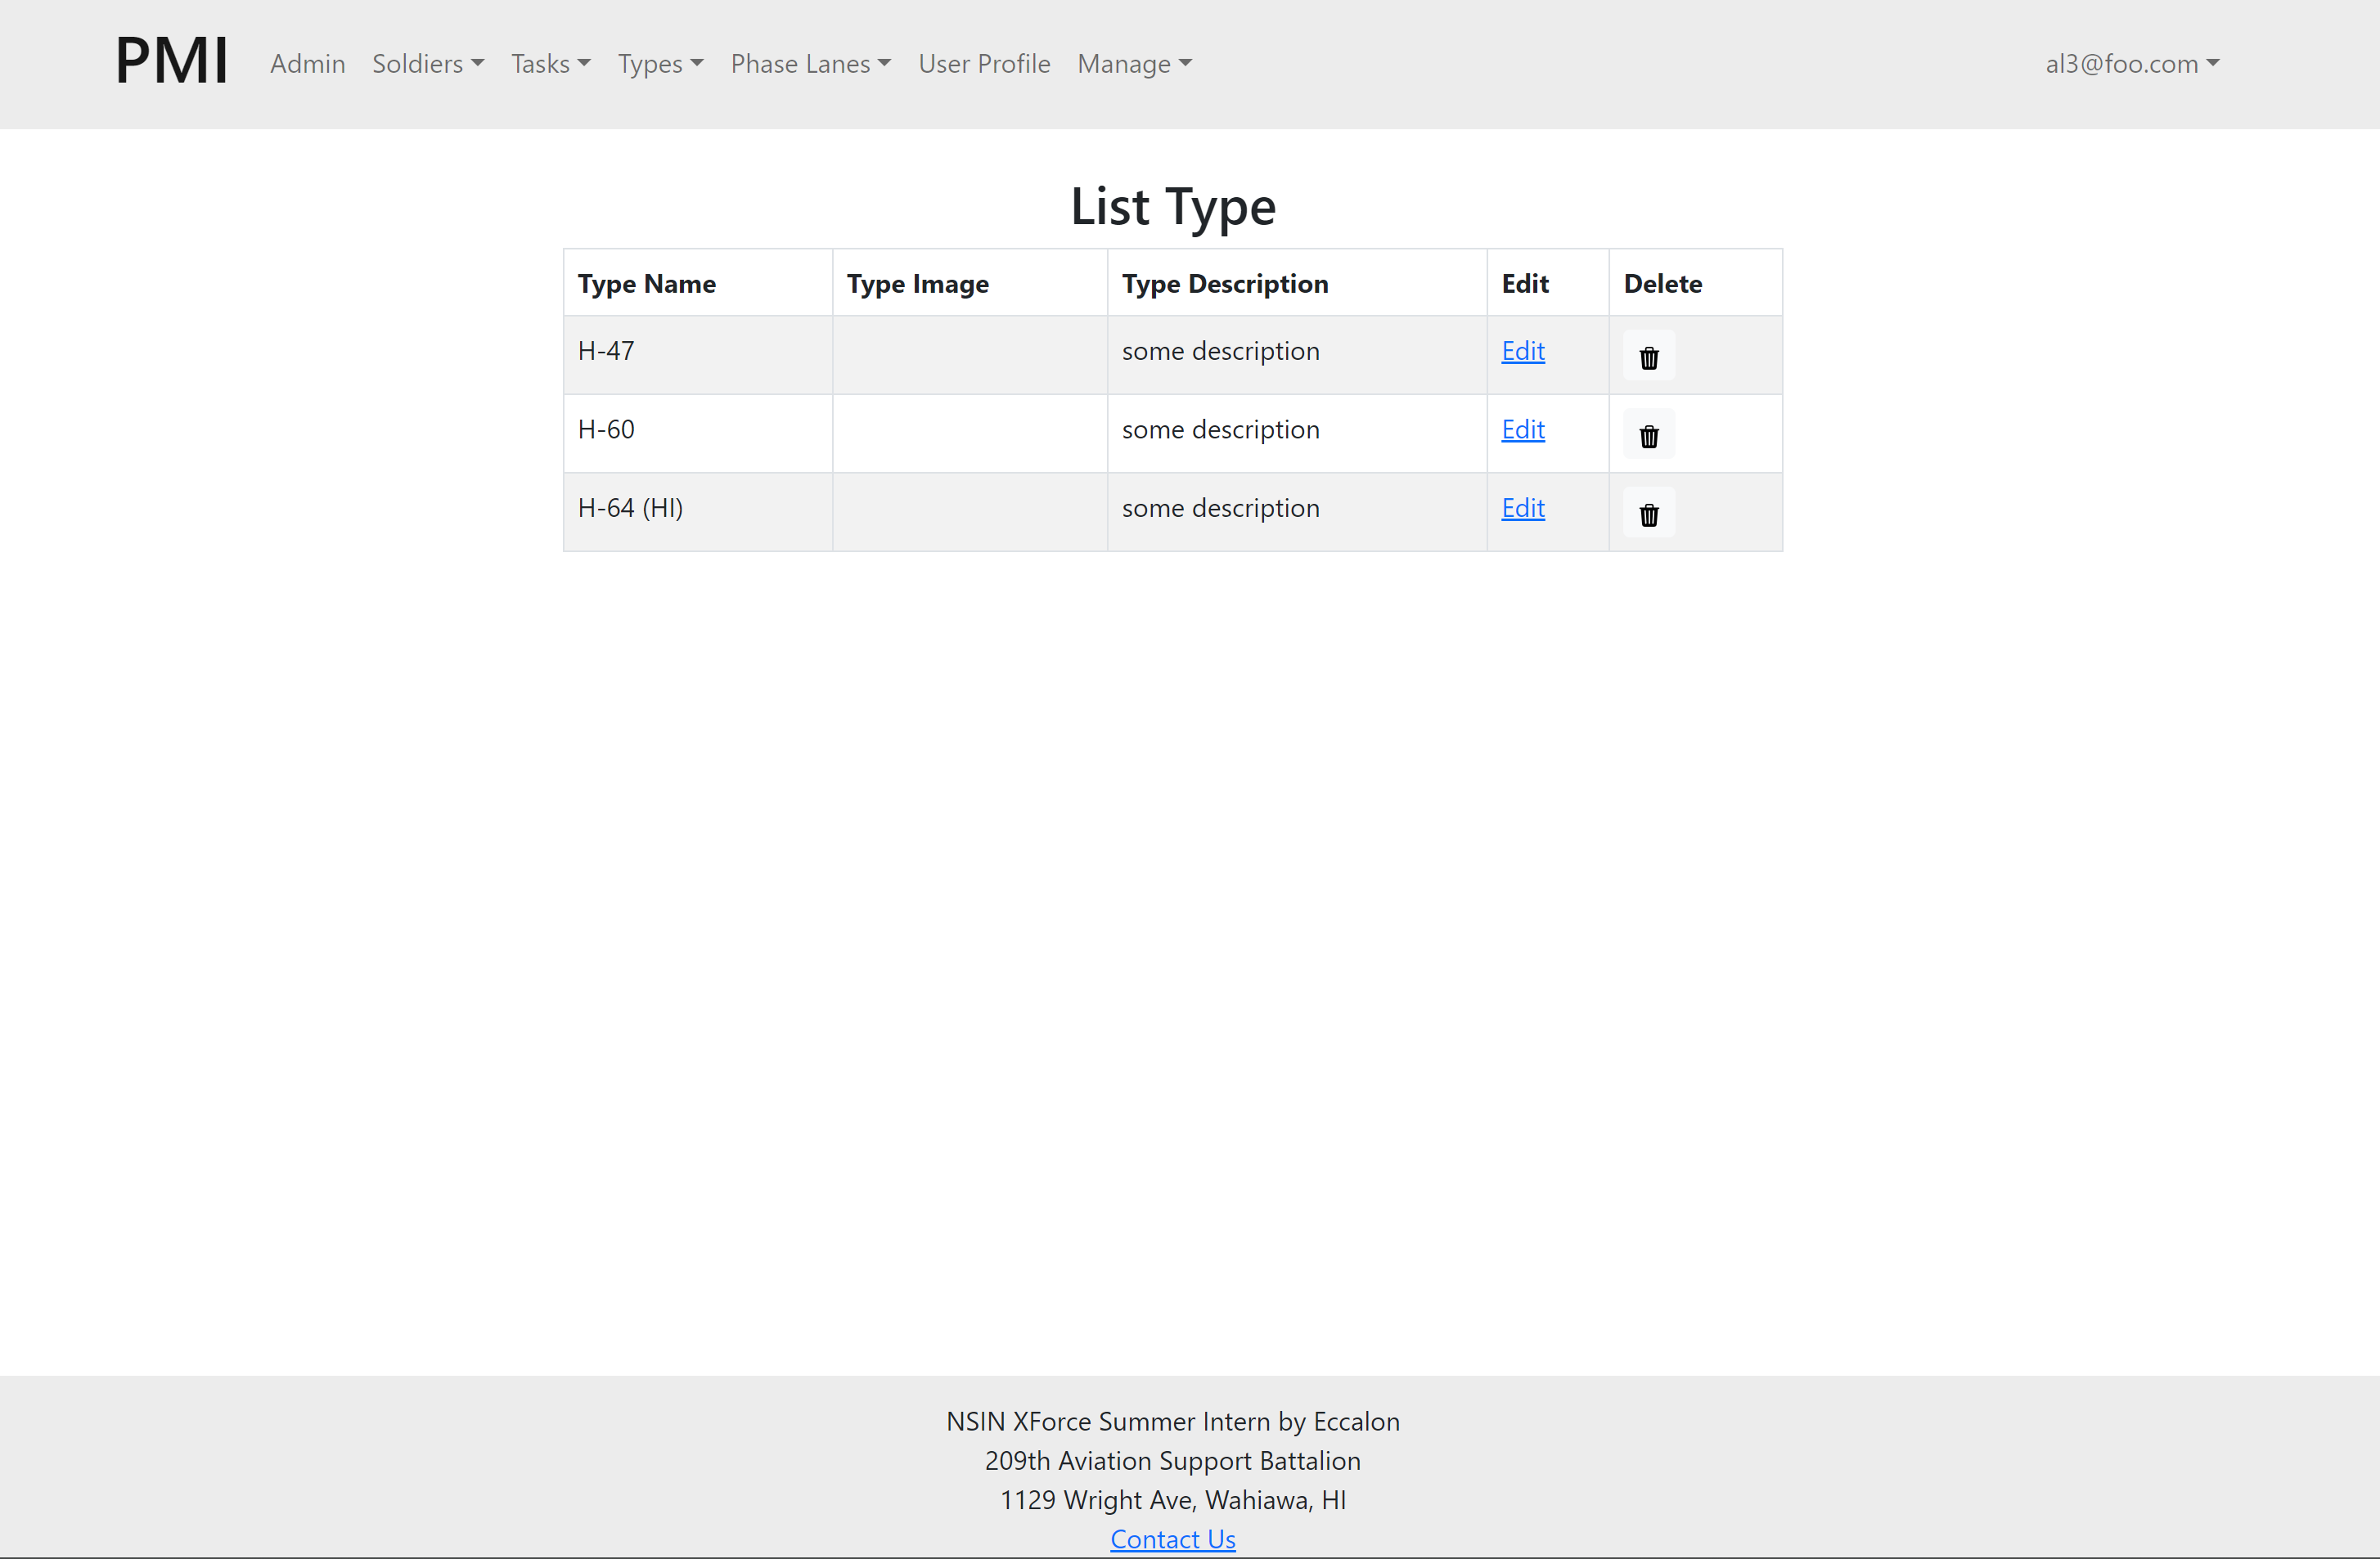 PMI Admin Soldiers Tasks Types Phase Lanes User Profile Manage al3@foo.com
List Type
Type Name Type Image Type Description Edit Delete
H-47 some description Edit
H-60 some description Edit
H-64 (HI) some description Edit
NSIN XForce Summer Intern by Eccalon
209th Aviation Support Battalion
1129 Wright Ave, Wahiawa, HI
Contact Us